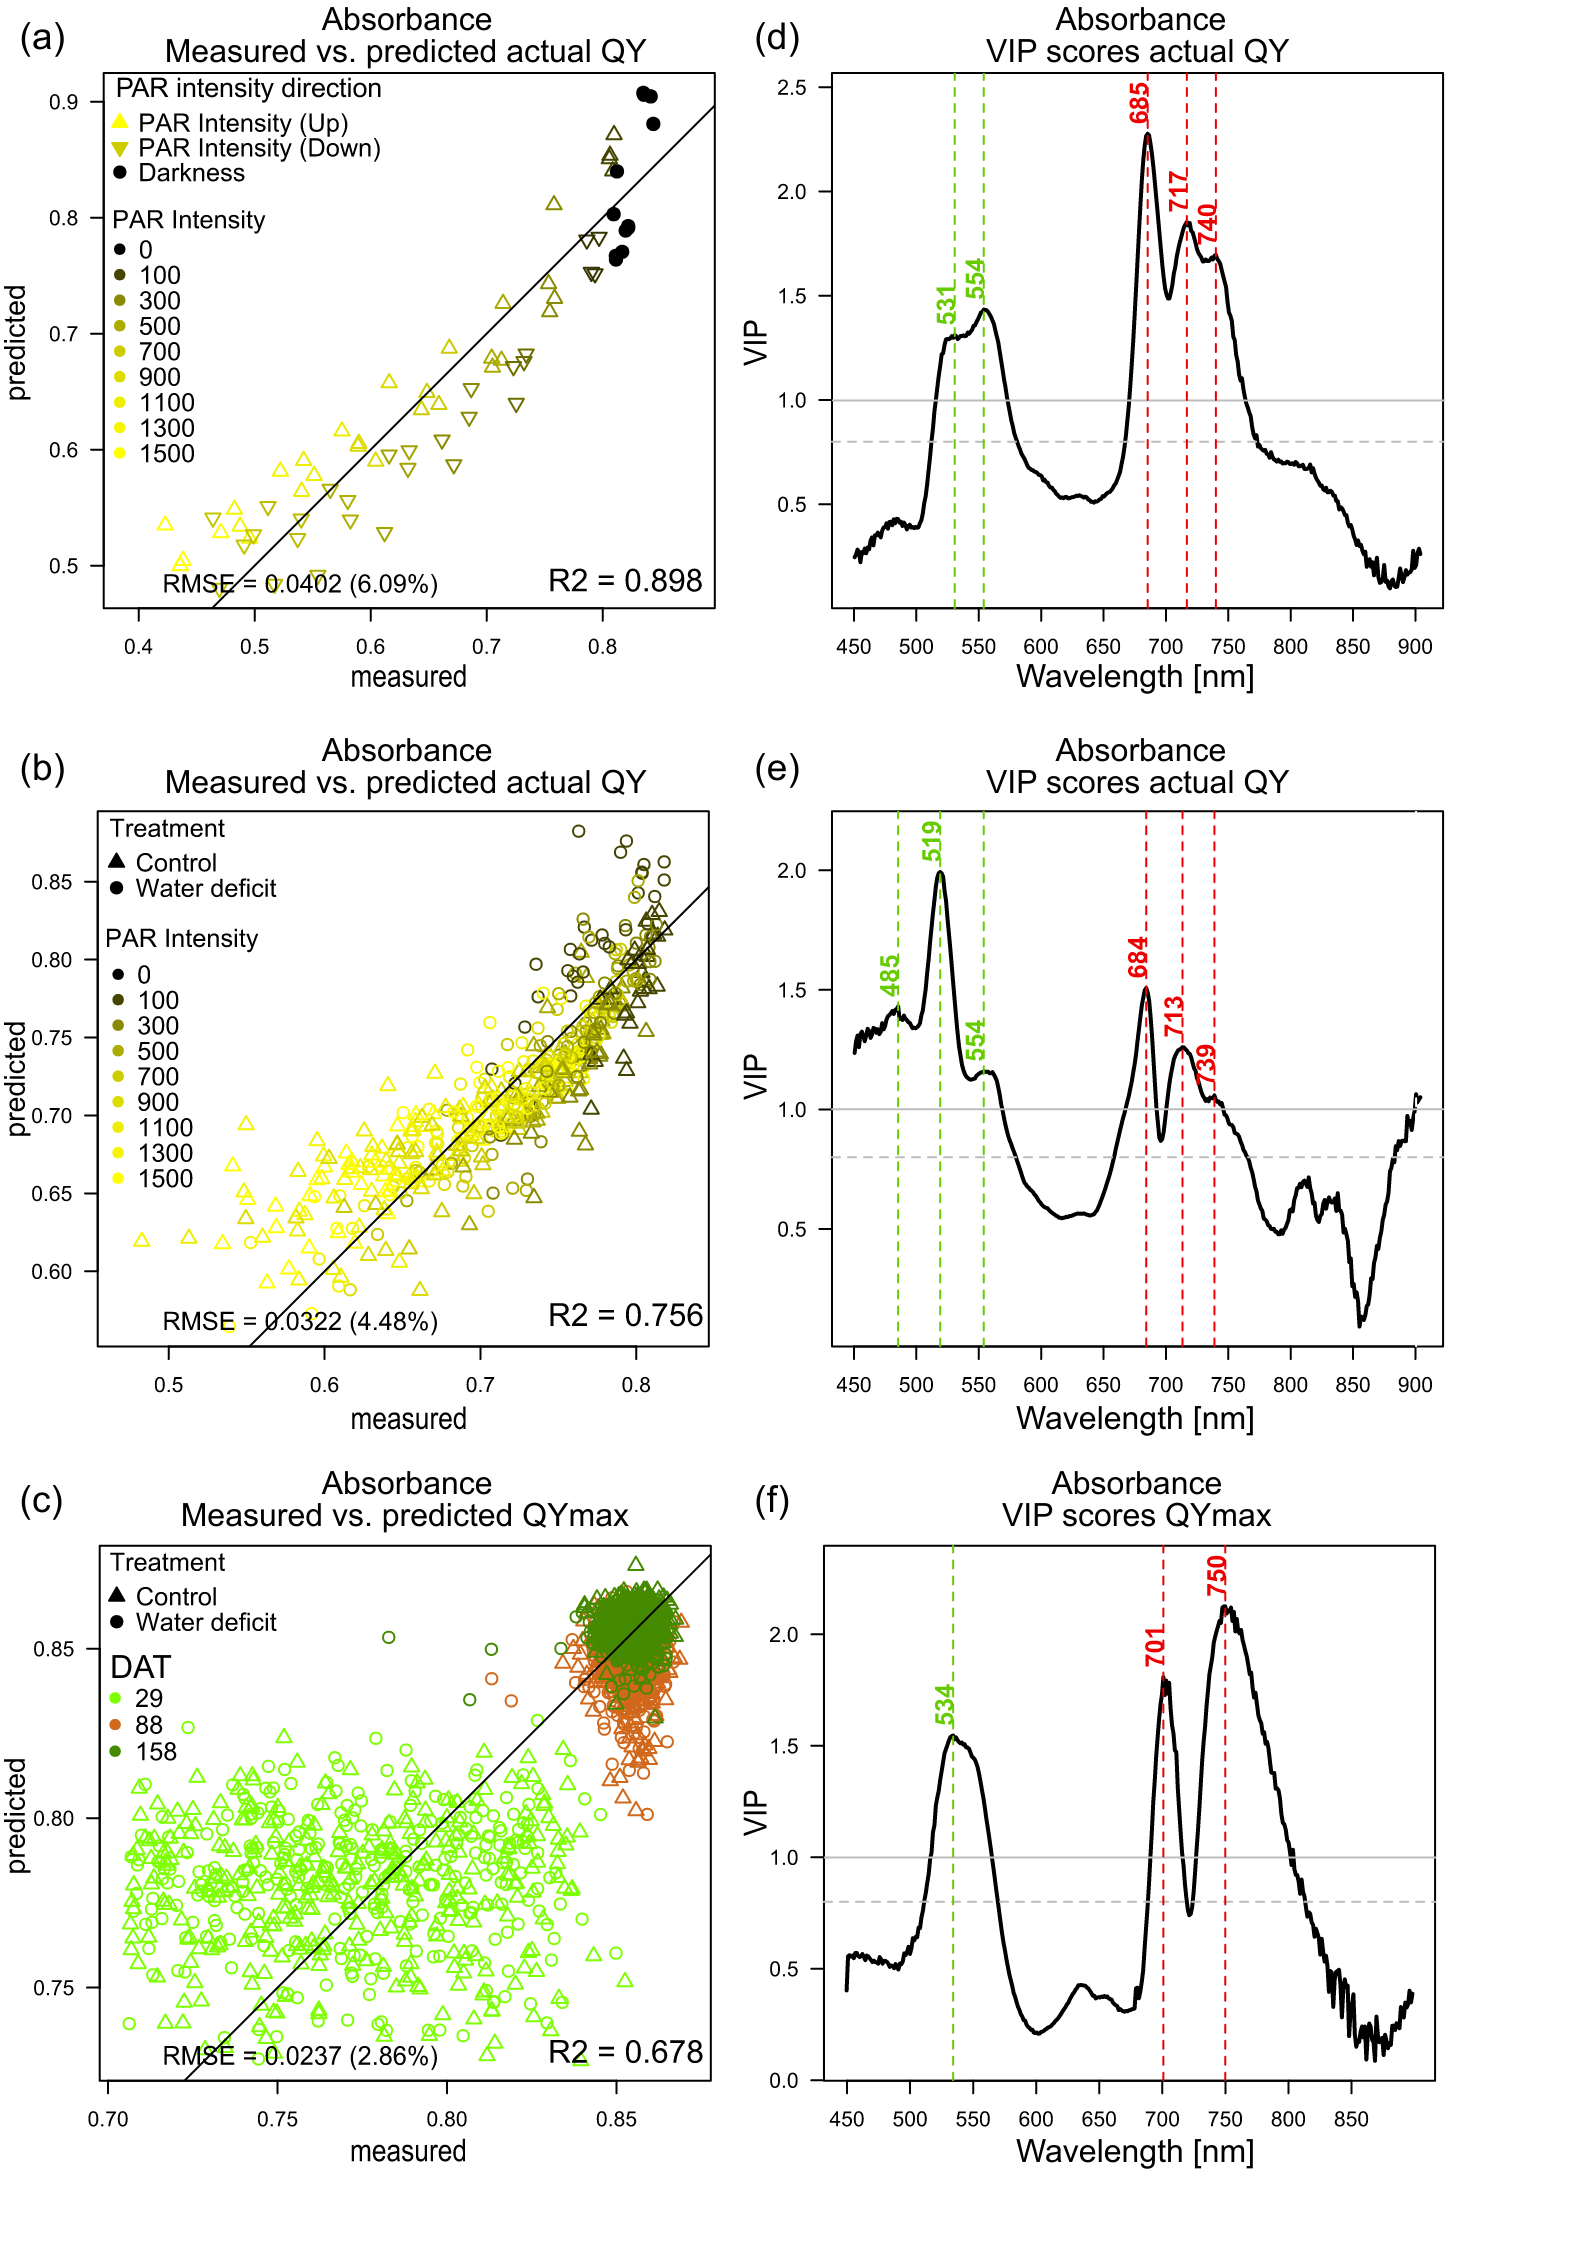 (a)
Absorbance
Measured vs. predicted actual QY
PAR intensity direction
PAR Intensity (Up)
PAR Intensity (Down)
Darkness
PAR Intensity
0
100
300
500
700
900
1100
1300
1500
RMSE = 0.0402 (6.09%)
R2 = 0.898
predicted
0.9
0.8
0.7
0.6
0.5
0.4 0.5 0.6 0.7 0.8
measured
(d)
Absorbance
VIP scores actual QY
531
554
685
717
740
VIP
2.5
2.0
1.5
1.0
0.5
450 500 550 600 650 700 750 800 850 900
Wavelength [nm]
(b)
Absorbance
Measured vs. predicted actual QY
Treatment
Control
Water deficit
PAR Intensity
0
100
300
500
700
900
1100
1300
1500
RMSE = 0.0322 (4.48%)
R2 = 0.756
predicted
0.85
0.80
0.75
0.70
0.65
0.60
0.5 0.6 0.7 0.8
measured
(e)
Absorbance
VIP scores actual QY
485
519
554
684
713
739
VIP
2.0
1.5
1.0
0.5
450 500 550 600 650 700 750 800 850 900
Wavelength [nm]
(c)
Absorbance
Measured vs. predicted QYmax
Treatment
Control
Water deficit
DAT
29
88
158
RMSE = 0.0237 (2.86%)
R2 = 0.678
predicted
0.85
0.80
0.75
0.70 0.75 0.80 0.85
measured
(f)
Absorbance
VIP scores QYmax
534
701
750
VIP
2.0
1.5
1.0
0.5
0.0
450 500 550 600 650 700 750 800 850
Wavelength [nm]